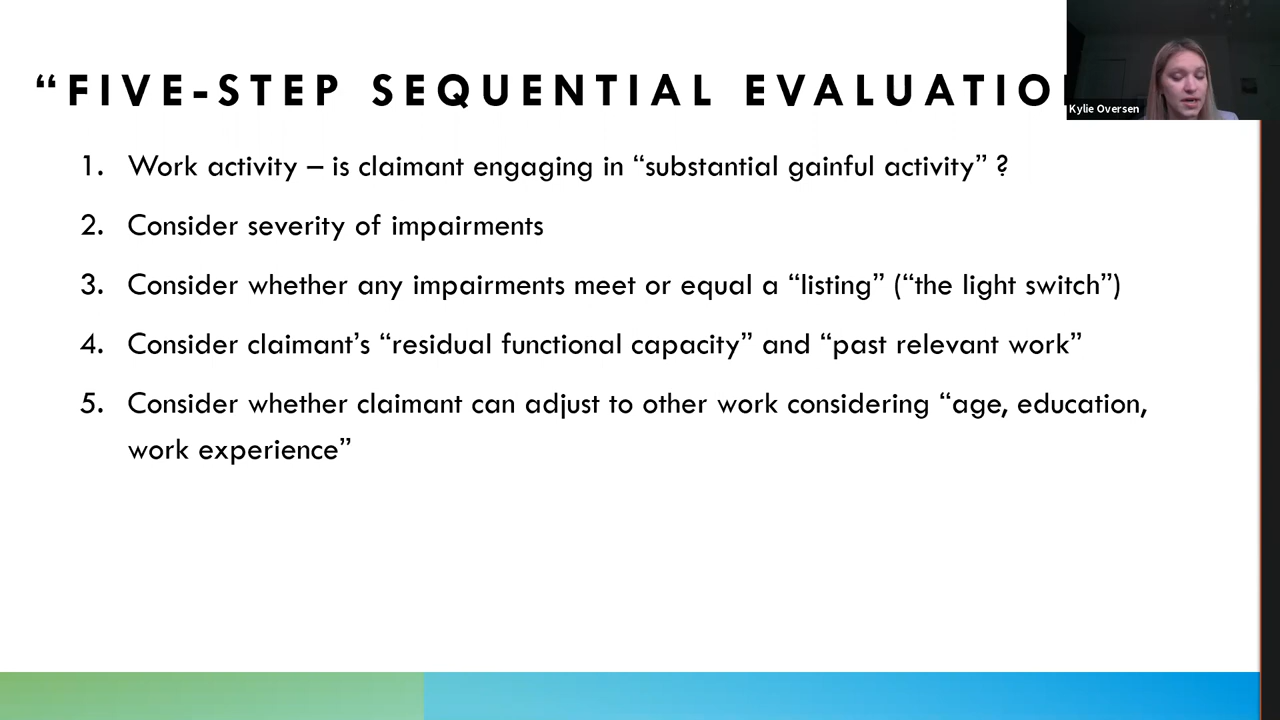 “FIVE-STEP SEQUENTIAL EVALUATIO
Kylie Oversen
1. Work activity – is claimant engaging in “substantial gainful activity” ?
2. Consider severity of impairments
3. Consider whether any impairments meet or equal a “listing” (“the light switch”)
4. Consider claimant’s “residual functional capacity” and “past relevant work”
5. Consider whether claimant can adjust to other work considering “age, education,
work experience”